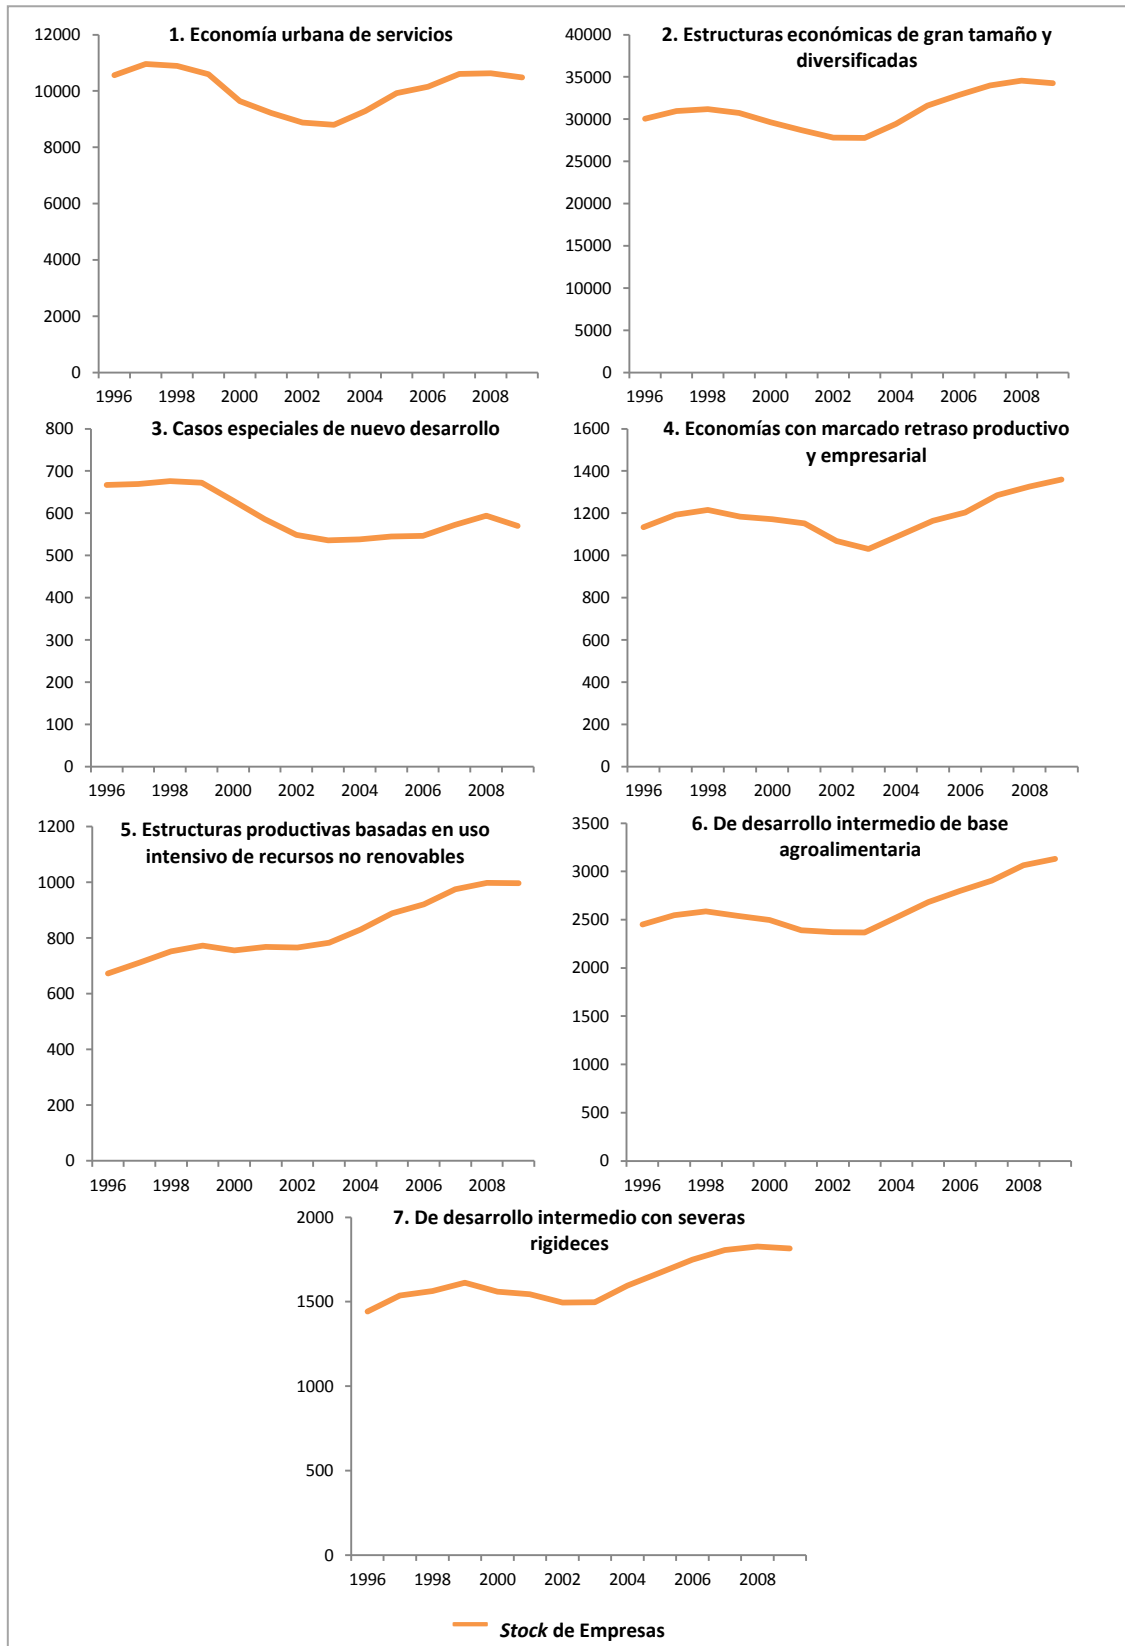 1. Economía urbana de servicios
12000
10000
8000
6000
4000
2000
0
1996 1998 2000 2002 2004 2006 2008
2. Estructuras económicas de gran tamaño y
diversificadas
40000
35000
30000
25000
20000
15000
10000
5000
0
1996 1998 2000 2002 2004 2006 2008
3. Casos especiales de nuevo desarrollo
800
700
600
500
400
300
200
100
0
1996 1998 2000 2002 2004 2006 2008
4. Economías con marcado retraso productivo
y empresarial
1600
1400
1200
1000
800
600
400
200
0
1996 1998 2000 2002 2004 2006 2008
5. Estructuras productivas basadas en uso
intensivo de recursos no renovables
1200
1000
800
600
400
200
0
1996 1998 2000 2002 2004 2006 2008
6. De desarrollo intermedio de base
agroalimentaria
3500
3000
2500
2000
1500
1000
500
0
1996 1998 2000 2002 2004 2006 2008
7. De desarrollo intermedio con severas
rigideces
2000
1500
1000
500
0
1996 1998 2000 2002 2004 2006 2008
Stock de Empresas